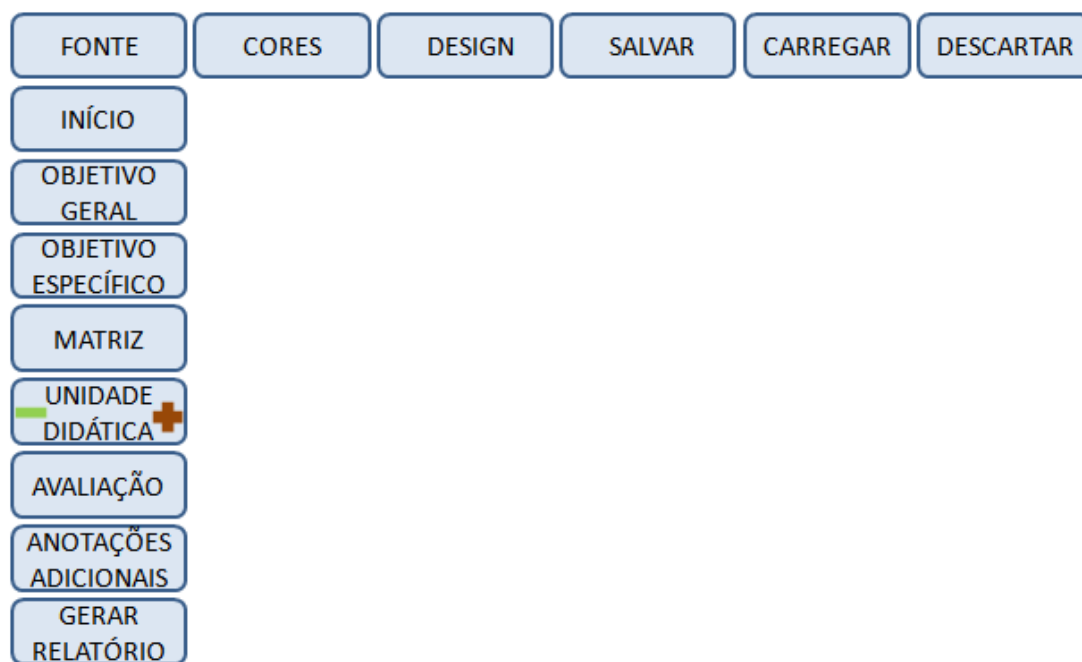 FONTE
CORES
DESIGN
SALVAR
CARREGAR
DESCARTAR
INÍCIO
OBJETIVO
GERAL
OBJETIVO
ESPECÍFICO
MATRIZ
UNIDADE
DIDÁTICA
AVALIAÇÃO
ANOTAÇÕES
ADICIONAIS
GERAR
RELATÓRIO